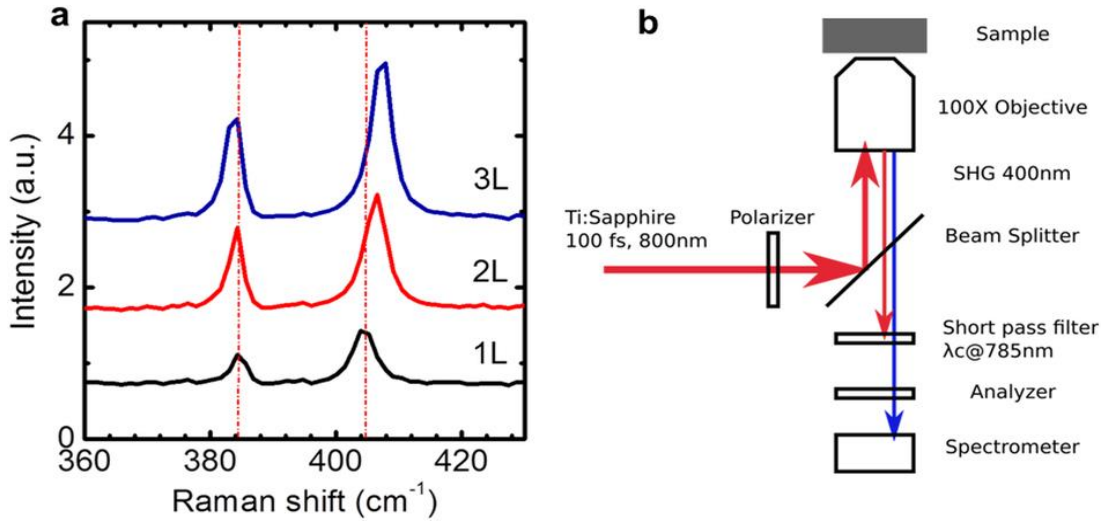 a
Intensity (a.u.)
4
2
0
3L
2L
1L
360
380
400
420
Raman shift (cm⁻¹)
b
Sample
100X Objective
SHG 400nm
Ti:Sapphire
100 fs, 800nm
Polarizer
Beam Splitter
Short pass filter
λc@785nm
Analyzer
Spectrometer